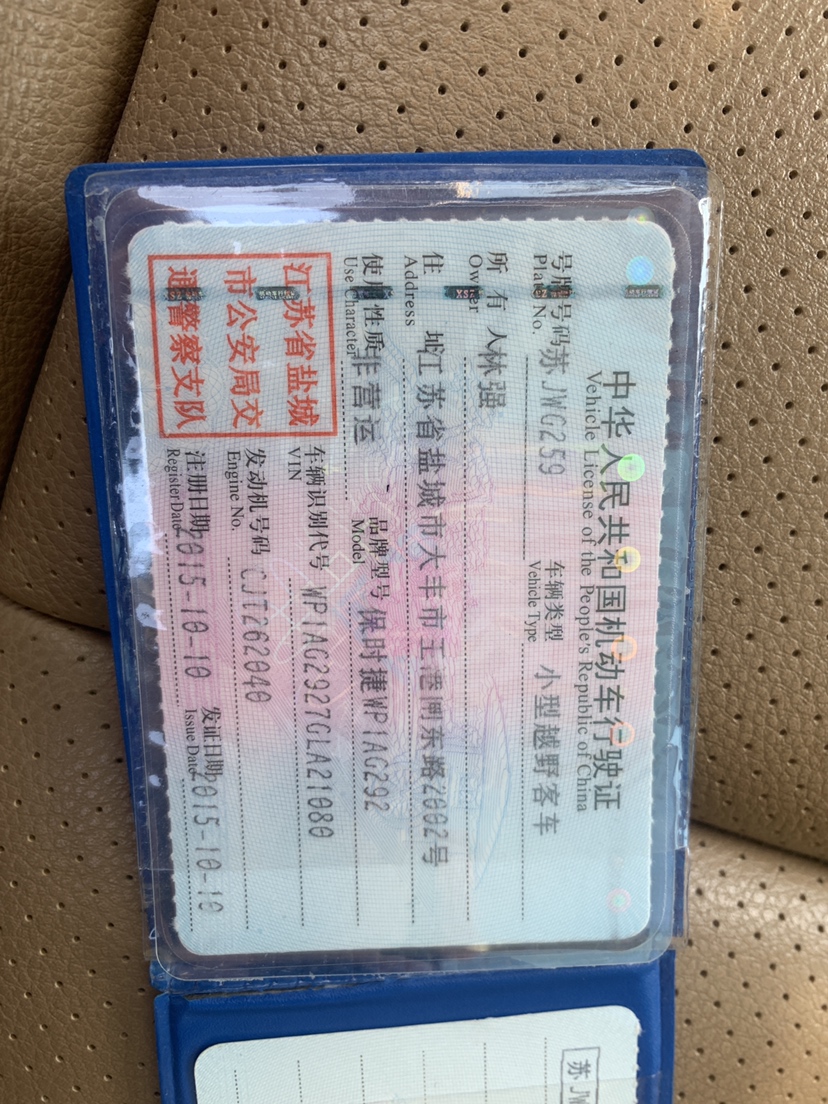 中华人民共和国机动车行驶证
Vehicle License of the People's Republic of China
号牌号码 苏JWG259 车辆类型 小型越野客车
Plate No. Vehicle Type
所有人 林强
Owner
住址 江苏省盐城市大丰市王港闸东路2002号
Address
使用性质 非营运 品牌型号 保时捷WP1AG292
Use Character Model
江苏省盐城市公安局交通警察支队
车辆识别代号 WP1AG2927GLA21080
VIN
发动机号码 CJT262040
Engine No.
注册日期 2015-10-10 发证日期 2015-10-10
Register Date Issue Date
苏JW